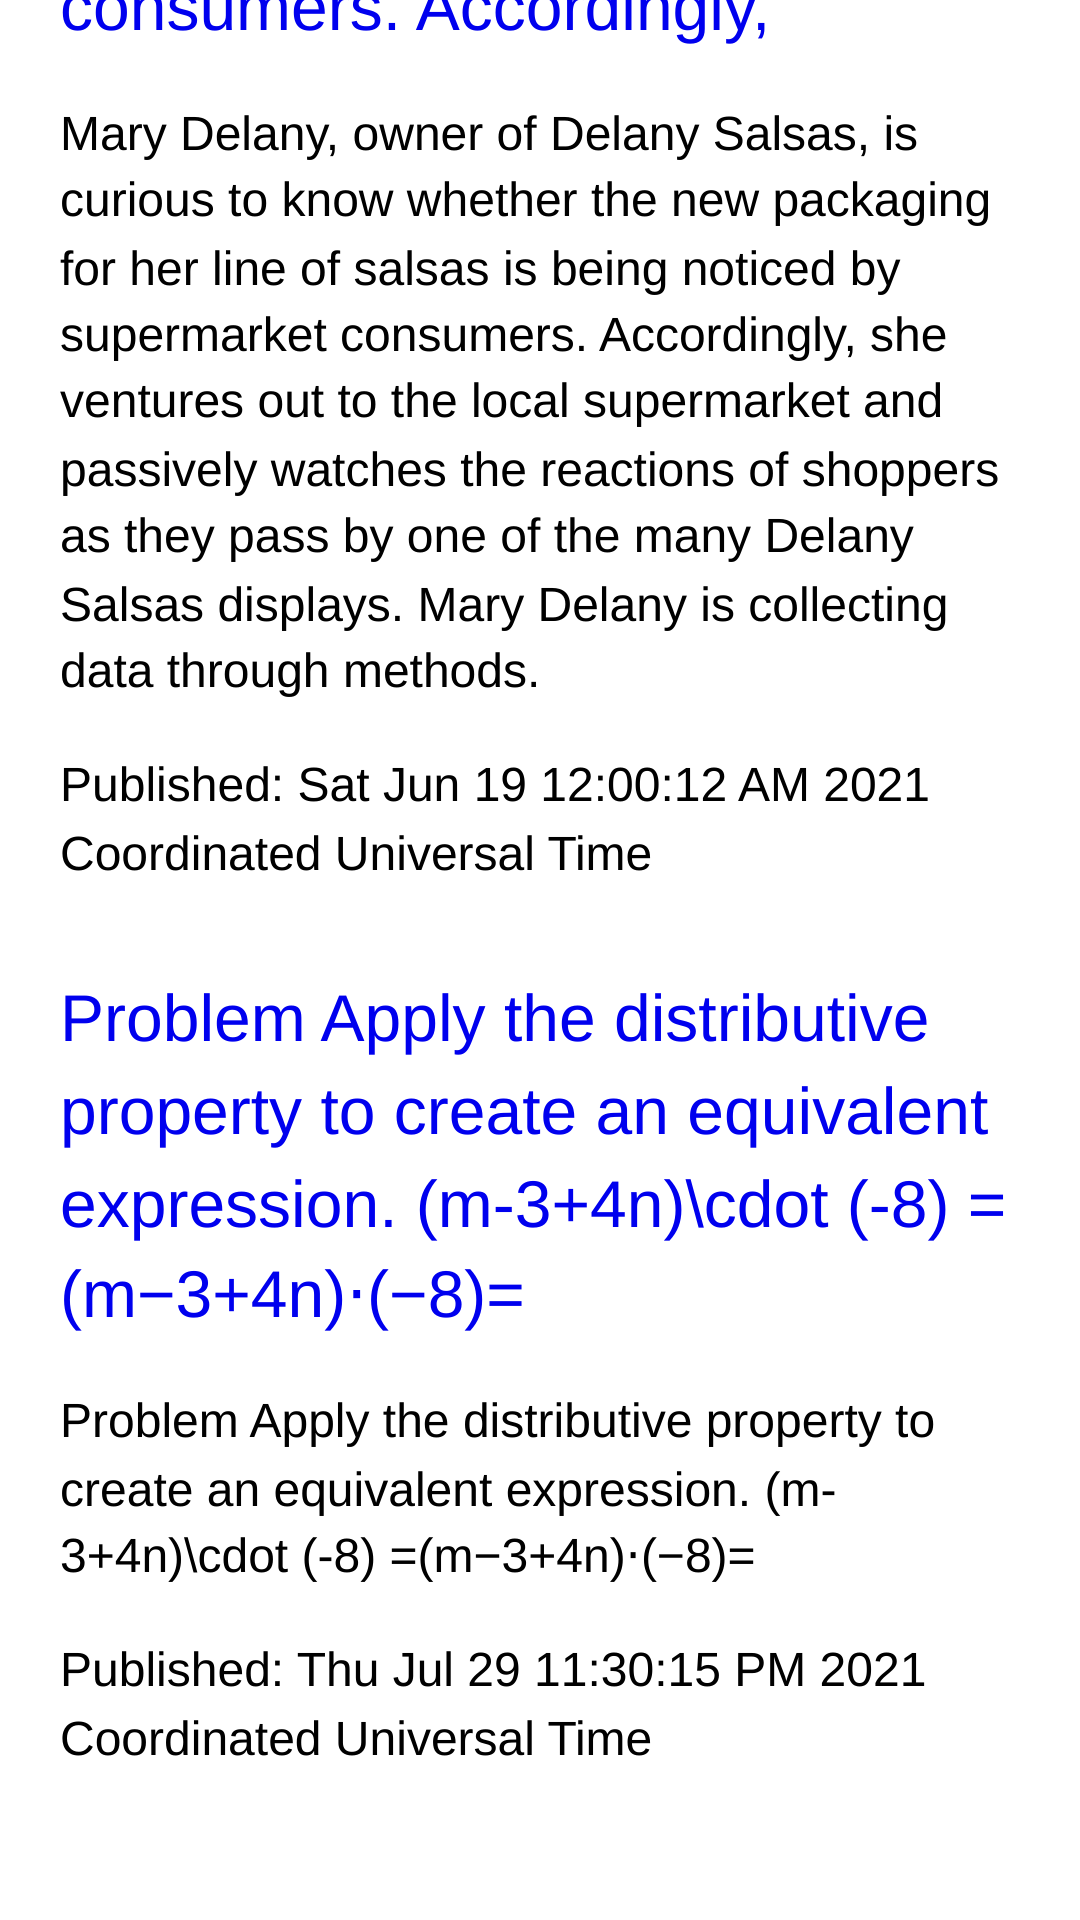 consumers. Accordingly,
Mary Delany, owner of Delany Salsas, is
curious to know whether the new packaging
for her line of salsas is being noticed by
supermarket consumers. Accordingly, she
ventures out to the local supermarket and
passively watches the reactions of shoppers
as they pass by one of the many Delany
Salsas displays. Mary Delany is collecting
data through methods.
Published: Sat Jun 19 12:00:12 AM 2021
Coordinated Universal Time
Problem Apply the distributive
property to create an equivalent
expression. (m-3+4n)\cdot (-8) =
(m−3+4n)⋅(−8)=
Problem Apply the distributive property to
create an equivalent expression. (m-
3+4n)\cdot (-8) =(m−3+4n)⋅(−8)=
Published: Thu Jul 29 11:30:15 PM 2021
Coordinated Universal Time